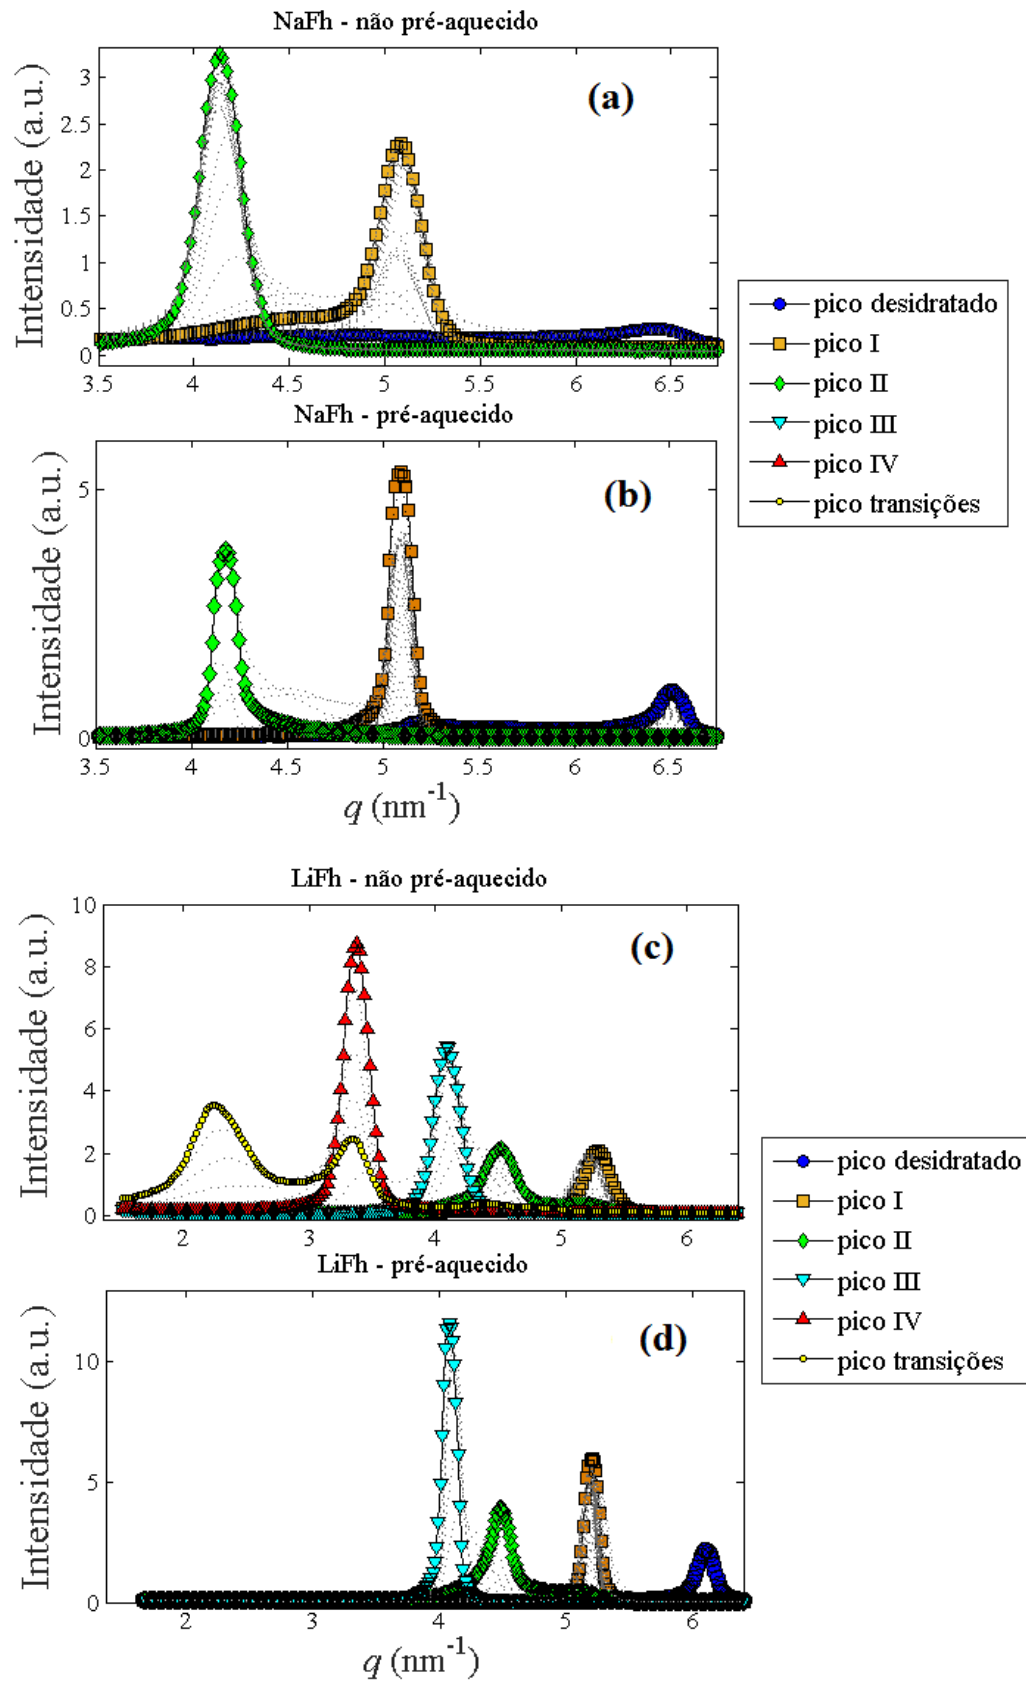 NaFh - não pré-aquecido
(a)
Intensidade (a.u.)
3
2.5
2
1.5
1
0.5
0
3.5 4 4.5 5 5.5 6 6.5
NaFh - pré-aquecido
(b)
Intensidade (a.u.)
5
0
3.5 4 4.5 5 5.5 6 6.5
q (nm-1)
pico desidratado
pico I
pico II
pico III
pico IV
pico transições
LiFh - não pré-aquecido
(c)
Intensidade (a.u.)
10
8
6
4
2
0
2 3 4 5 6
LiFh - pré-aquecido
(d)
Intensidade (a.u.)
10
5
0
2 3 4 5 6
q (nm-1)
pico desidratado
pico I
pico II
pico III
pico IV
pico transições